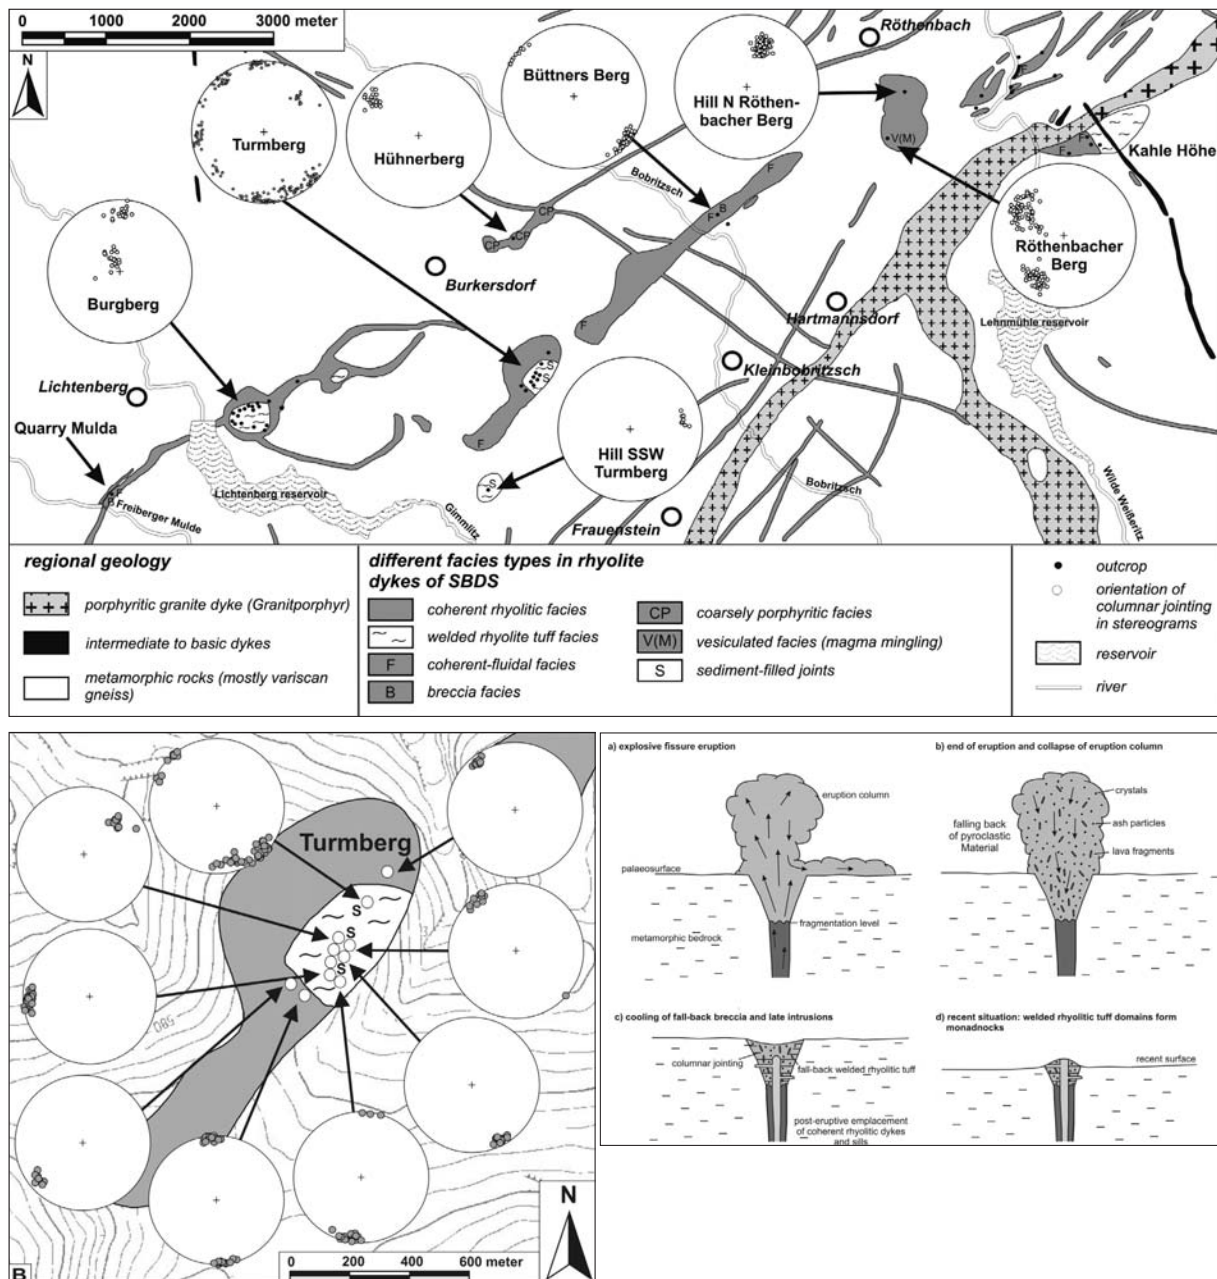 0 1000 2000 3000 meter
N
Turmberg
Hühnerberg
Büttners Berg
Hill N Röthen-
bacher Berg
Röthenbach
V(M)
Kahle Höhe
Röthenbacher
Berg
Burgberg
Bobritzsch
F
B
F
F
CP
CP
CP
Burkersdorf
Hartmannsdorf
Lehnmühle reservoir
Kleinbobritzsch
Lichtenberg
Quarry Mulda
S
S
F
Hill SSW
Turmberg
S
F
F
F
F
B
Freiberger Mulde
Lichtenberg reservoir
Gimmlitz
Frauenstein
Bobritzsch
Wilde Weißeritz
regional geology
porphyritic granite dyke (Granitporphyr)
intermediate to basic dykes
metamorphic rocks (mostly variscan
gneiss)
different facies types in rhyolite
dykes of SBDS
coherent rhyolitic facies
welded rhyolite tuff facies
F coherent-fluidal facies
B breccia facies
CP coarsely porphyritic facies
V(M) vesiculated facies (magma mingling)
S sediment-filled joints
outcrop
orientation of
columnar jointing
in stereograms
reservoir
river
Turmberg
S
S
S
580
N
0 200 400 600 meter
B
a) explosive fissure eruption
eruption column
palaeosurface
fragmentation level
metamorphic bedrock
b) end of eruption and collapse of eruption column
crystals
falling back
of pyroclastic
Material
ash particles
lava fragments
c) cooling of fall-back breccia and late intrusions
columnar jointing
fall-back welded rhyolitic tuff
post-eruptive emplacement
of coherent rhyolitic dykes
and sills
d) recent situation: welded rhyolitic tuff domains form
monadnocks
recent surface